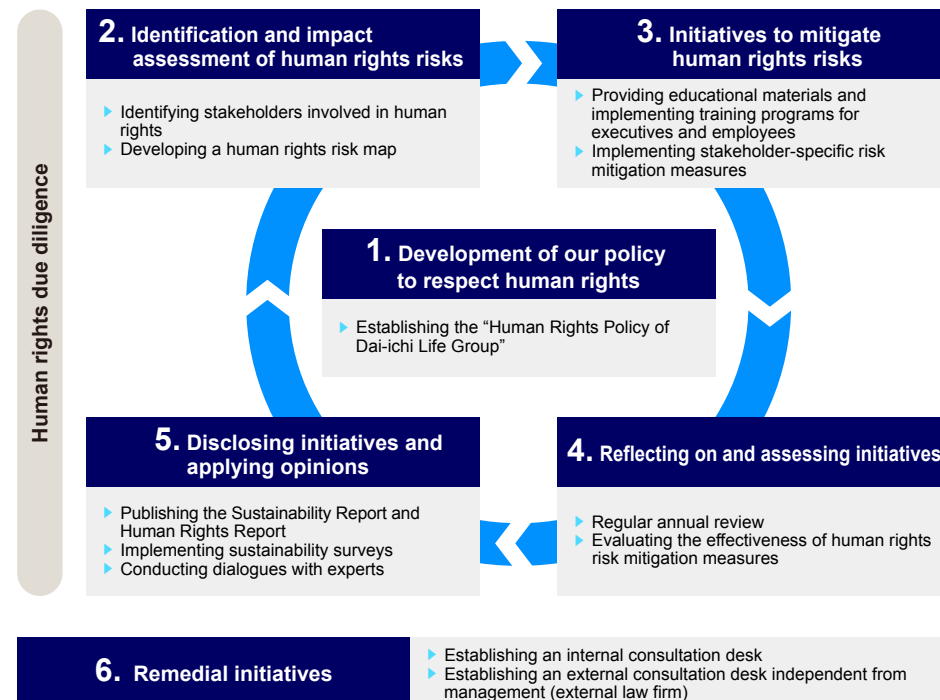 Human rights due diligence
2. Identification and impact
assessment of human rights risks
Identifying stakeholders involved in human
rights
Developing a human rights risk map
3. Initiatives to mitigate
human rights risks
Providing educational materials and
implementing training programs for
executives and employees
Implementing stakeholder-specific risk
mitigation measures
1. Development of our policy
to respect human rights
Establishing the “Human Rights Policy of
Dai-ichi Life Group”
5. Disclosing initiatives and
applying opinions
Publishing the Sustainability Report and
Human Rights Report
Implementing sustainability surveys
Conducting dialogues with experts
4. Reflecting on and assessing initiatives
Regular annual review
Evaluating the effectiveness of human rights
risk mitigation measures
6. Remedial initiatives
Establishing an internal consultation desk
Establishing an external consultation desk independent from
management (external law firm)